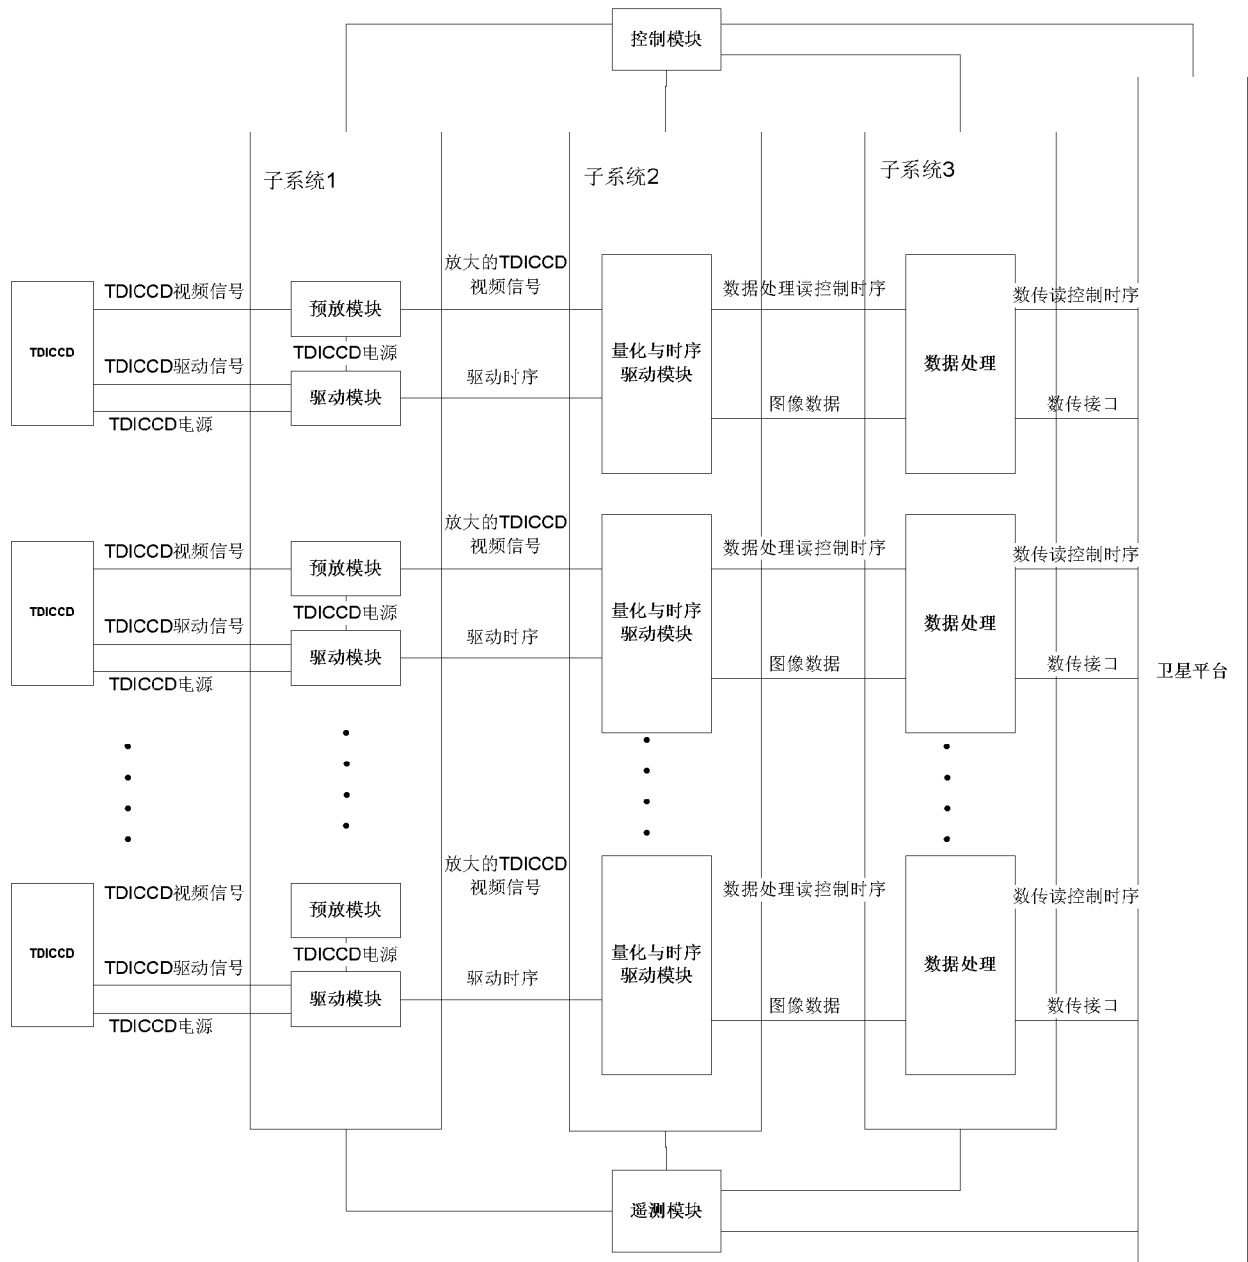 控制模块
子系统1
子系统2
子系统3
放大的TDICCD
视频信号
TDICCD视频信号
预放模块
数据处理读控制时序
数传读控制时序
TDICCD
TDICCD电源
量化与时序
驱动模块
数据处理
TDICCD驱动信号
驱动模块
驱动时序
图像数据
数传接口
TDICCD电源
放大的TDICCD
视频信号
TDICCD视频信号
预放模块
数据处理读控制时序
数传读控制时序
TDICCD
TDICCD电源
量化与时序
驱动模块
数据处理
TDICCD驱动信号
驱动模块
驱动时序
图像数据
数传接口
TDICCD电源
卫星平台
放大的TDICCD
视频信号
TDICCD视频信号
预放模块
数据处理读控制时序
数传读控制时序
TDICCD
TDICCD电源
量化与时序
驱动模块
数据处理
TDICCD驱动信号
驱动模块
驱动时序
图像数据
数传接口
TDICCD电源
遥测模块